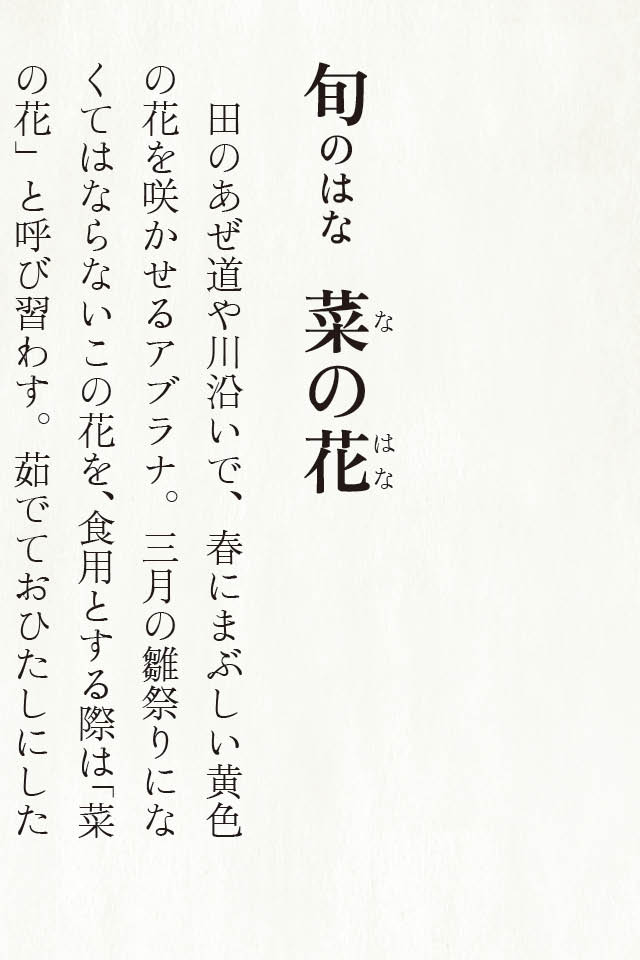 旬のはな 菜の花
な
はな
田のあぜ道や川沿いで、春にまぶしい黄色
の花を咲かせるアブラナ。三月の雛祭りにな
くてはならないこの花を、食用とする際は「菜
の花」と呼び習わす。茹でておひたしにした